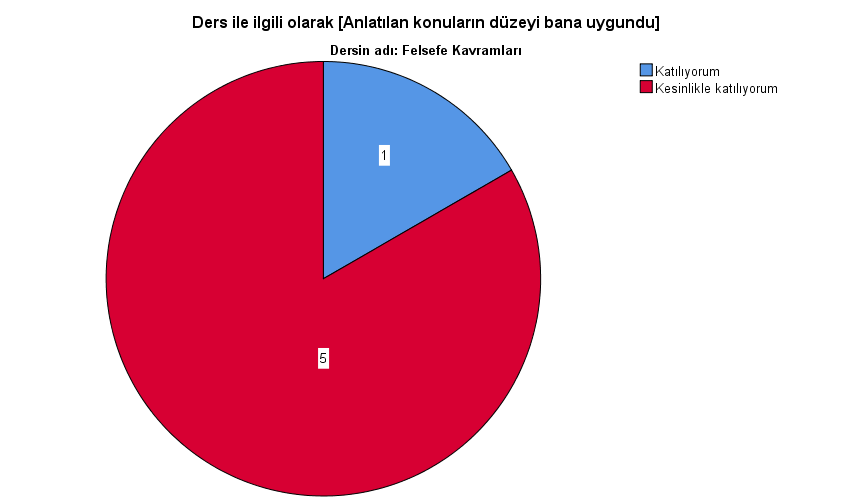 Ders ile ilgili olarak [Anlatılan konuların düzeyi bana uygundu]
Dersin adı: Felsefe Kavramları
Katılıyorum
Kesinlikle katılıyorum
1
5